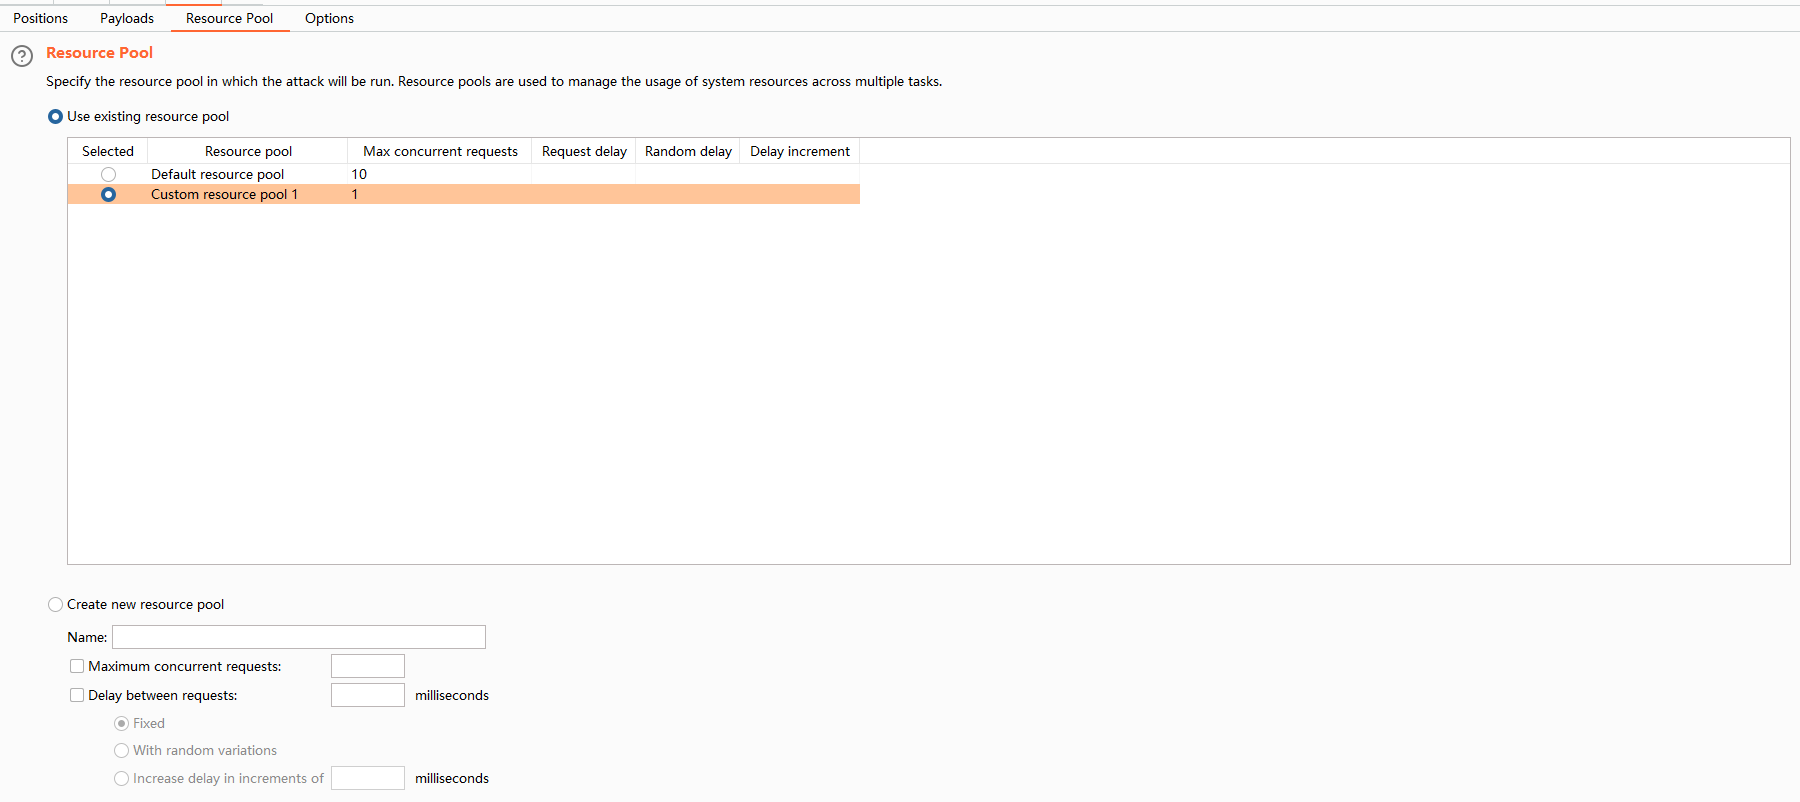 Positions Payloads Resource Pool Options
Resource Pool
Specify the resource pool in which the attack will be run. Resource pools are used to manage the usage of system resources across multiple tasks.
Use existing resource pool
Selected Resource pool Max concurrent requests Request delay Random delay Delay increment
Default resource pool 10
Custom resource pool 1 1
Create new resource pool
Name:
Maximum concurrent requests:
Delay between requests: milliseconds
Fixed
With random variations
Increase delay in increments of milliseconds